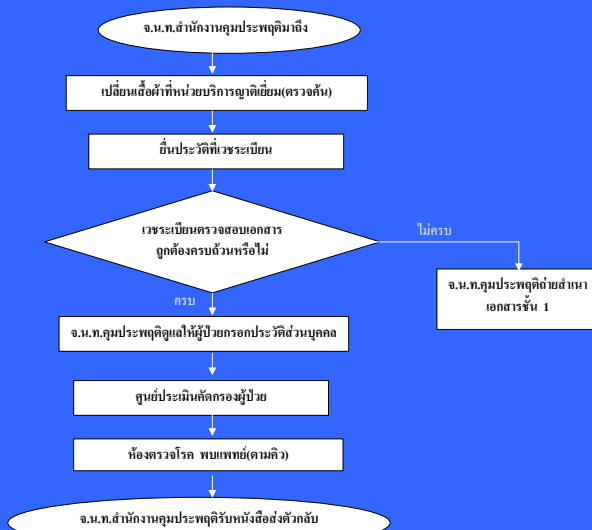 จ.น.ท.สำนักงานคุมประพฤติมาถึง
เปลี่ยนเสื้อผ้าที่หน่วยบริการญาติเยี่ยม(ตรวจค้น)
ยื่นประวัติที่เวชระเบียน
เวชระเบียนตรวจสอบเอกสาร
ถูกต้องครบถ้วนหรือไม่
ไม่ครบ
จ.น.ท.คุมประพฤติถ่ายสำเนา
เอกสารชั้น 1
ครบ
จ.น.ท.คุมประพฤติดูแลให้ผู้ป่วยกรอกประวัติส่วนบุคคล
ศูนย์ประเมินคัดกรองผู้ป่วย
ห้องตรวจโรค พบแพทย์(ตามคิว)
จ.น.ท.สำนักงานคุมประพฤติรับหนังสือส่งตัวกลับ